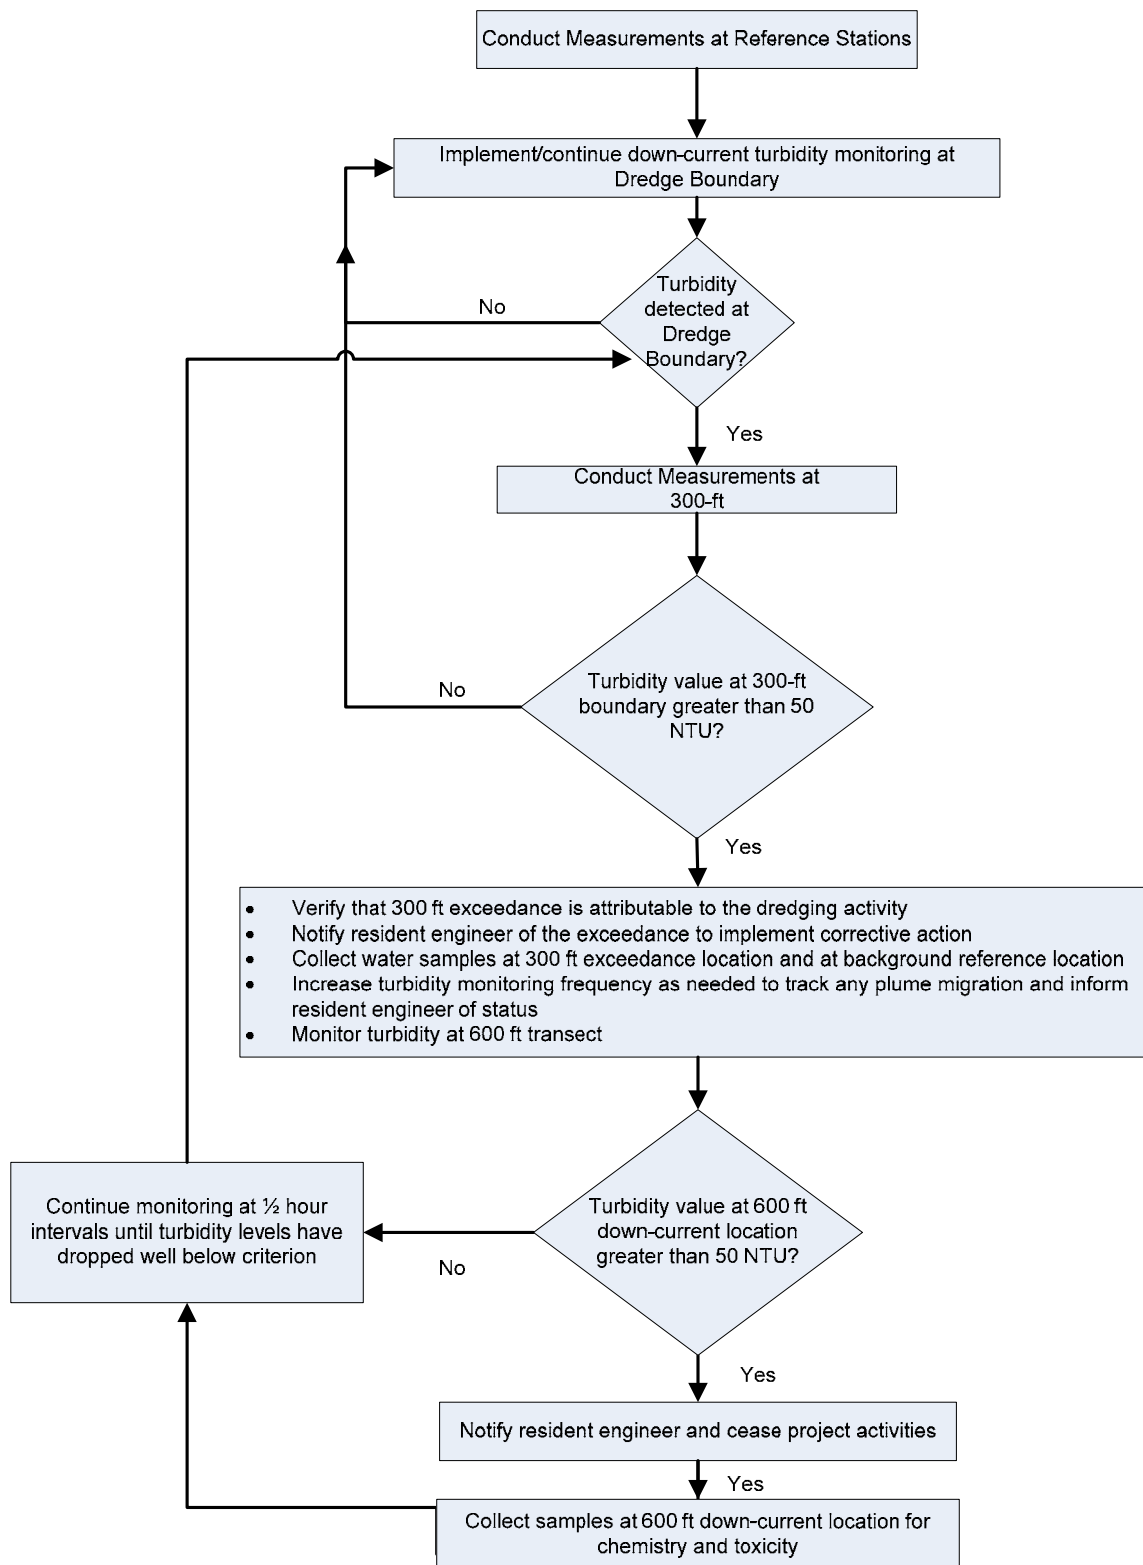 Conduct Measurements at Reference Stations
Implement/continue down-current turbidity monitoring at
Dredge Boundary
Turbidity
detected at
Dredge
Boundary?
No
Yes
Conduct Measurements at
300-ft
Turbidity value at 300-ft
boundary greater than 50
NTU?
No
Yes
• Verify that 300 ft exceedance is attributable to the dredging activity
• Notify resident engineer of the exceedance to implement corrective action
• Collect water samples at 300 ft exceedance location and at background reference location
• Increase turbidity monitoring frequency as needed to track any plume migration and inform
resident engineer of status
• Monitor turbidity at 600 ft transect
Turbidity value at 600 ft
down-current location
greater than 50 NTU?
No
Continue monitoring at ½ hour
intervals until turbidity levels have
dropped well below criterion
Yes
Notify resident engineer and cease project activities
Yes
Collect samples at 600 ft down-current location for
chemistry and toxicity